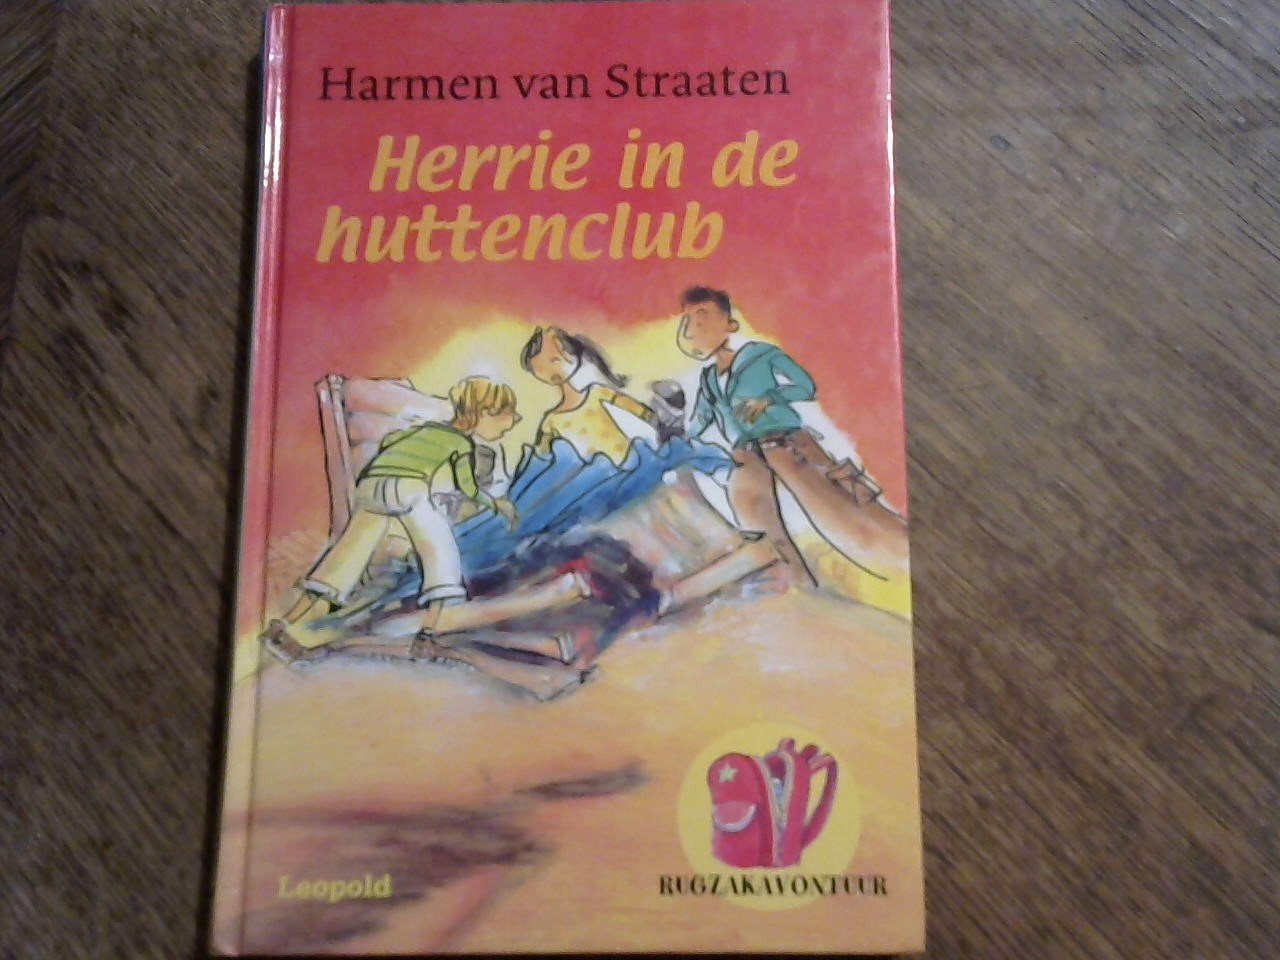 Harmen van Straaten
Herrie in de
huttenclub
Leopold
RUGZAKAVONTUUR